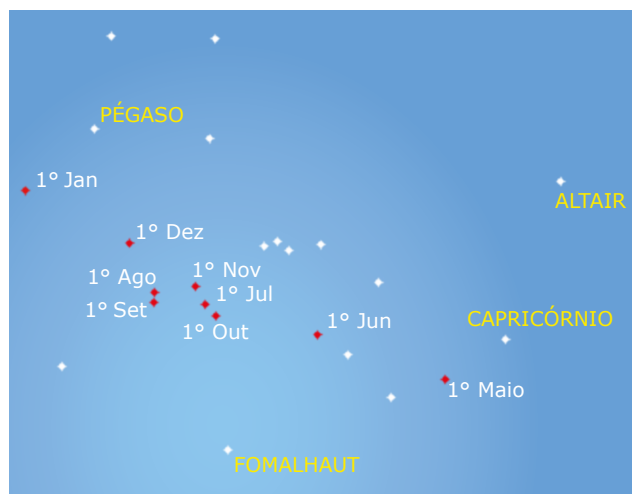 PÉGASO
1° Jan
ALTAIR
1° Dez
1° Ago
1° Nov
1° Set
1° Jul
1° Out
1° Jun
CAPRICÓRNIO
1° Maio
FOMALHAUT